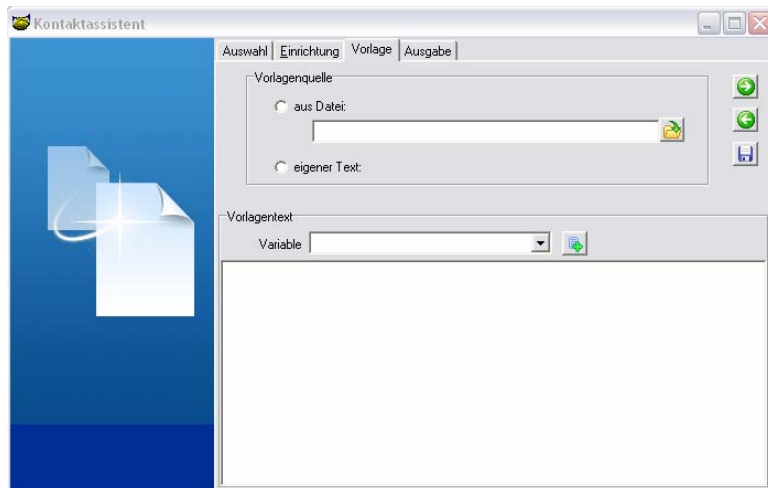 Kontaktassistent
Auswahl Einrichtung Vorlage Ausgabe
Vorlagenquelle
aus Datei:
eigener Text:
Vorlagentext
Variable